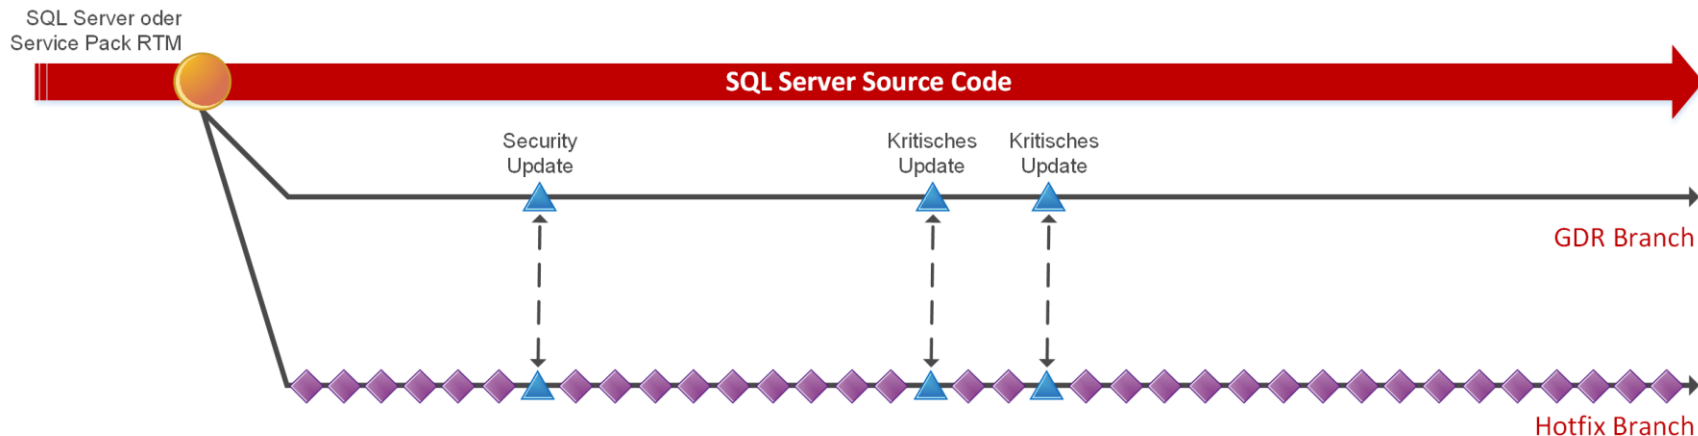 SQL Server oder
Service Pack RTM
SQL Server Source Code
Security
Update
Kritisches
Update
Kritisches
Update
GDR Branch
Hotfix Branch